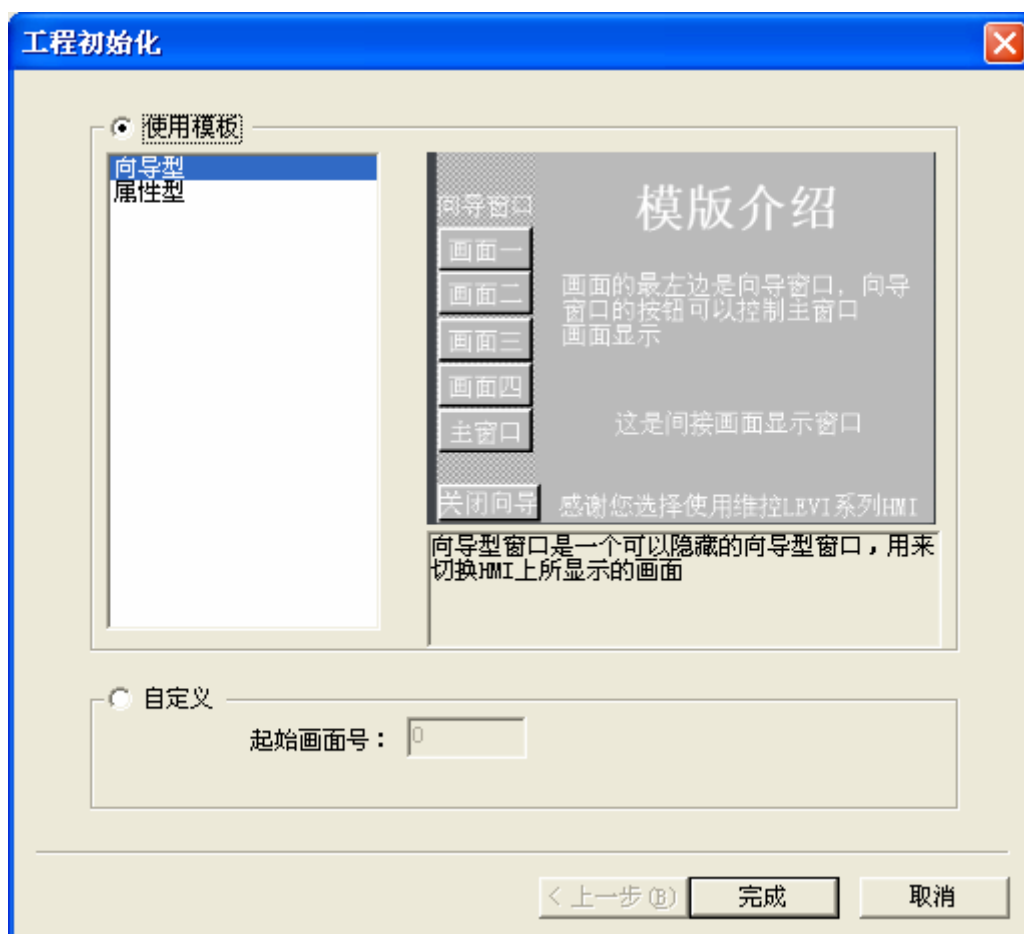 工程初始化
使用模板
向导型
属性型
向导窗口
画面一
画面二
画面三
画面四
主窗口
关闭向导
模版介绍
画面的最左边是向导窗口，向导
窗口的按钮可以控制主窗口
画面显示
这是间接画面显示窗口
感谢您选择使用维控LEVI系列HMI
向导型窗口是一个可以隐藏的向导型窗口，用来
切换HMI上所显示的画面
自定义
起始画面号：
0
< 上一步(B)
完成
取消